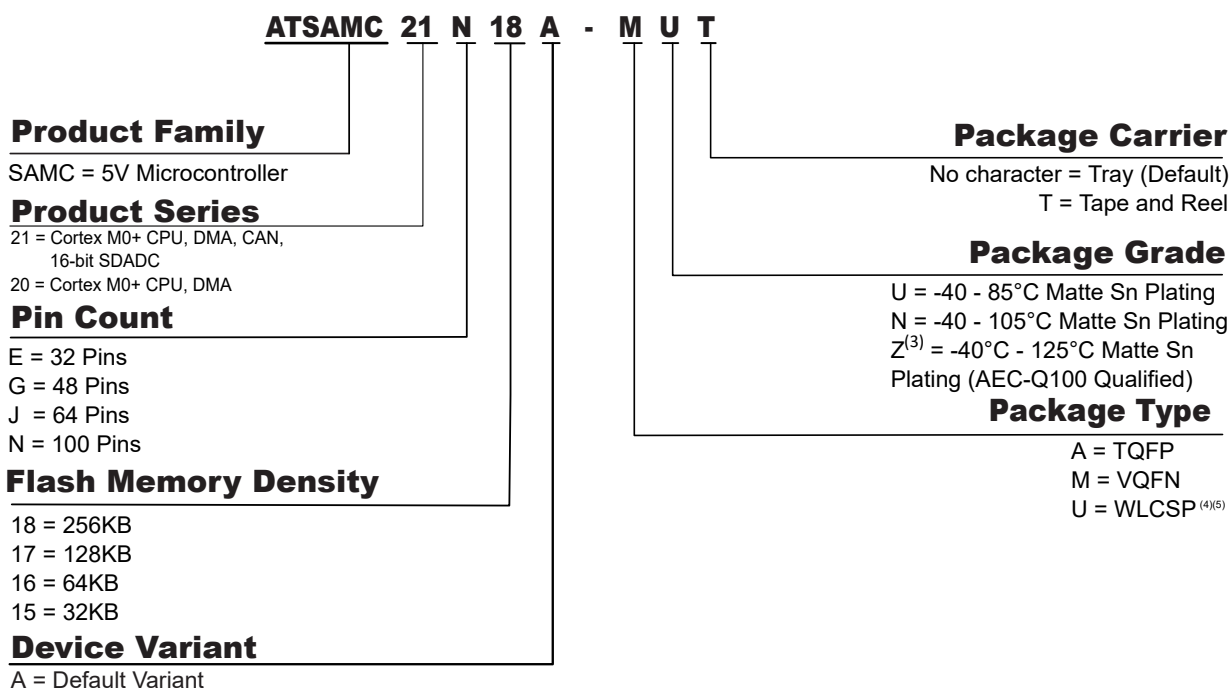 ATSAMC 21 N 18 A - M U T
Product Family
SAMC = 5V Microcontroller
Product Series
21 = Cortex M0+ CPU, DMA, CAN,
16-bit SDADC
20 = Cortex M0+ CPU, DMA
Pin Count
E = 32 Pins
G = 48 Pins
J = 64 Pins
N = 100 Pins
Flash Memory Density
18 = 256KB
17 = 128KB
16 = 64KB
15 = 32KB
Device Variant
A = Default Variant
Package Carrier
No character = Tray (Default)
T = Tape and Reel
Package Grade
U = -40 - 85°C Matte Sn Plating
N = -40 - 105°C Matte Sn Plating
Z(3) = -40°C - 125°C Matte Sn
Plating (AEC-Q100 Qualified)
Package Type
A = TQFP
M = VQFN
U = WLCSP (4)(5)